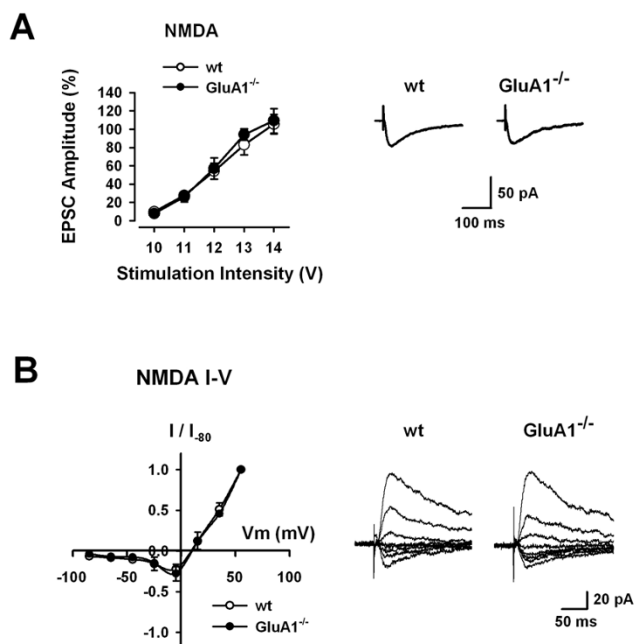 A
NMDA
wt
GluA1-/-
EPSC Amplitude (%)
140
120
100
80
60
40
20
0
10 11 12 13 14
Stimulation Intensity (V)
wt GluA1-/-
50 pA
100 ms
B
NMDA I-V
I / I-80
1.0
0.5
0.0
-0.5
-1.0
Vm (mV)
-100 -50 50 100
wt
GluA1-/-
wt GluA1-/-
20 pA
50 ms